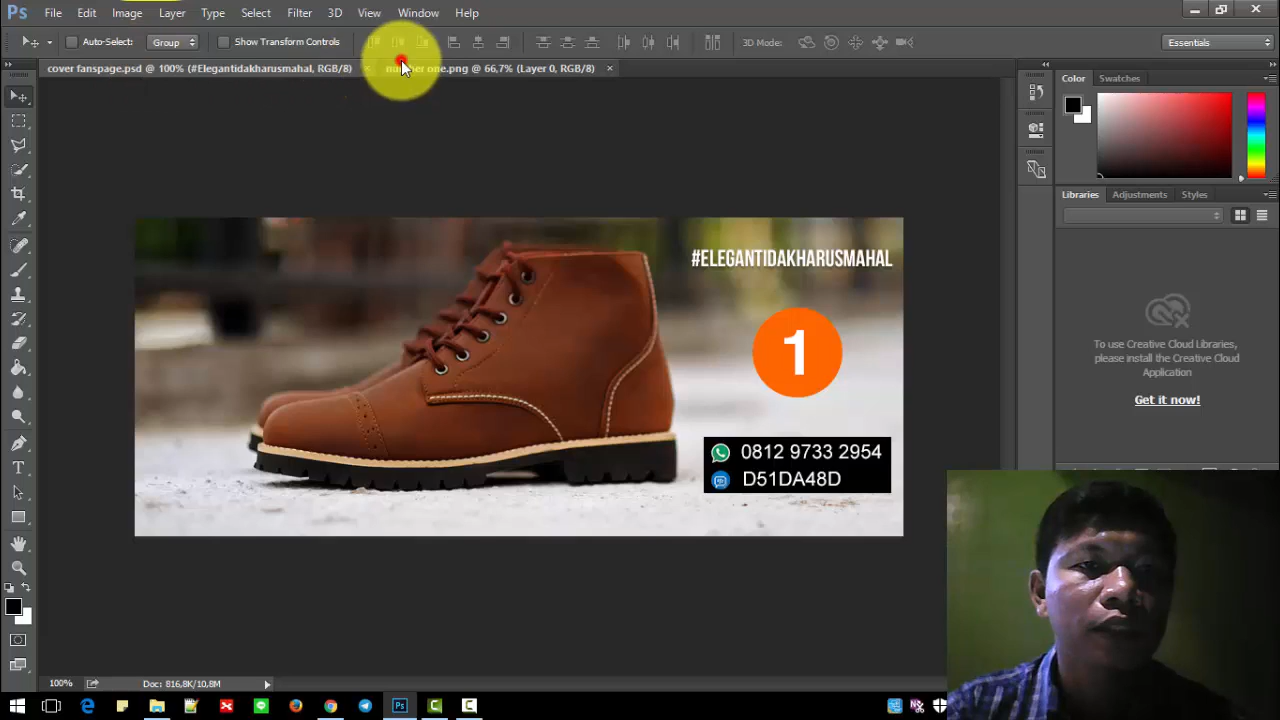 Ps File Edit Image Layer Type Select Filter 3D View Window Help
Auto-Select: Group Show Transform Controls 3D Mode: Essentials
cover fanspage.psd @ 100% (#Elegantidakharusmahal, RGB/8) × number one.png @ 66,7% (Layer 0, RGB/8) ×
Color Swatches
Libraries Adjustments Styles
#ELEGANTIDAKHARUSMAHAL
1
0812 9733 2954
D51DA48D
To use Creative Cloud Libraries,
please install the Creative Cloud
Application
Get it now!
100% Doc: 816,8K/10,8M